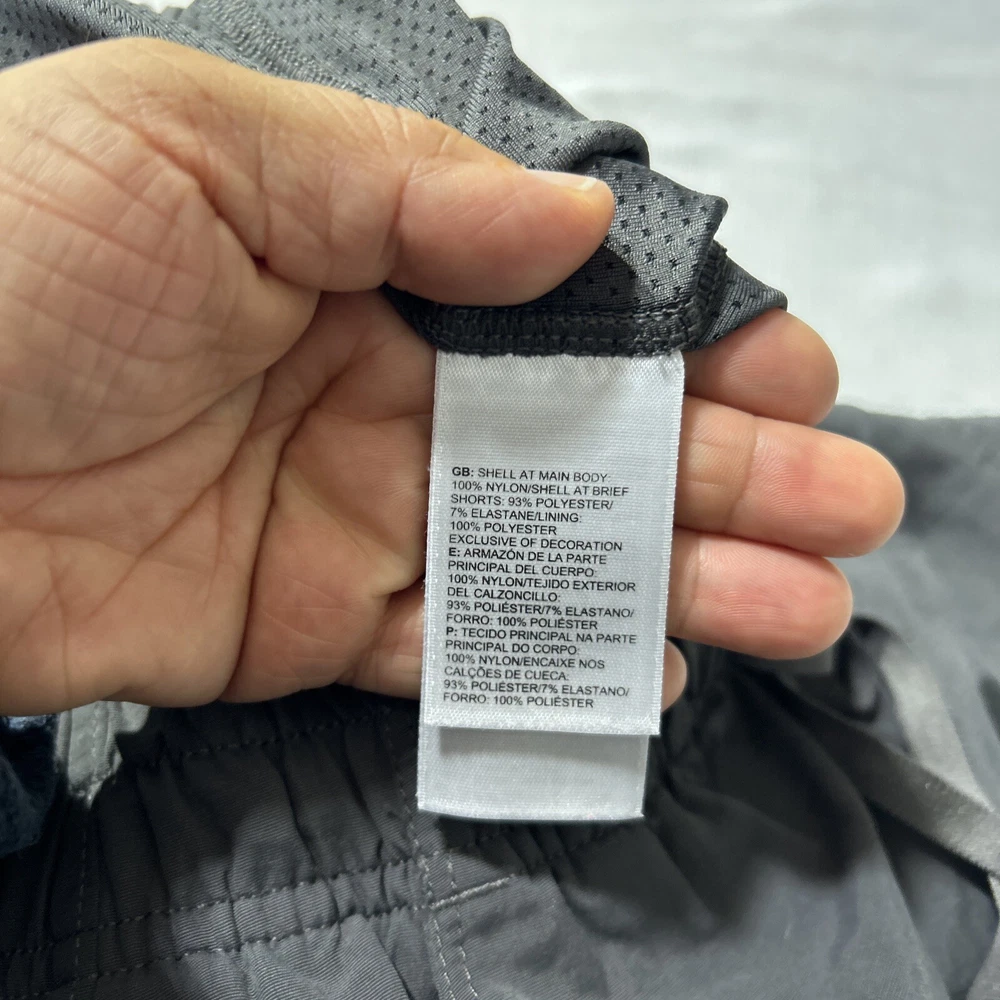 GB: SHELL AT MAIN BODY
100% NYLON/SHELL AT BRIEF
SHORTS: 93% POLYESTER/
7% ELASTANE/LINING:
100% POLYESTER
EXCLUSIVE OF DECORATION
E: ARMAZÓN DE LA PARTE
PRINCIPAL DEL CUERPO:
100% NYLON/TEJIDO EXTERIOR
DEL CALZONCILLO:
93% POLIÉSTER/7% ELASTANO/
FORRO: 100% POLIÉSTER
P: TECIDO PRINCIPAL NA PARTE
PRINCIPAL DO CORPO:
100% NYLON/ENCAIXE NOS
CALÇÕES DE CUECA:
93% POLIÉSTER/7% ELASTANO/
FORRO: 100% POLIÉSTER